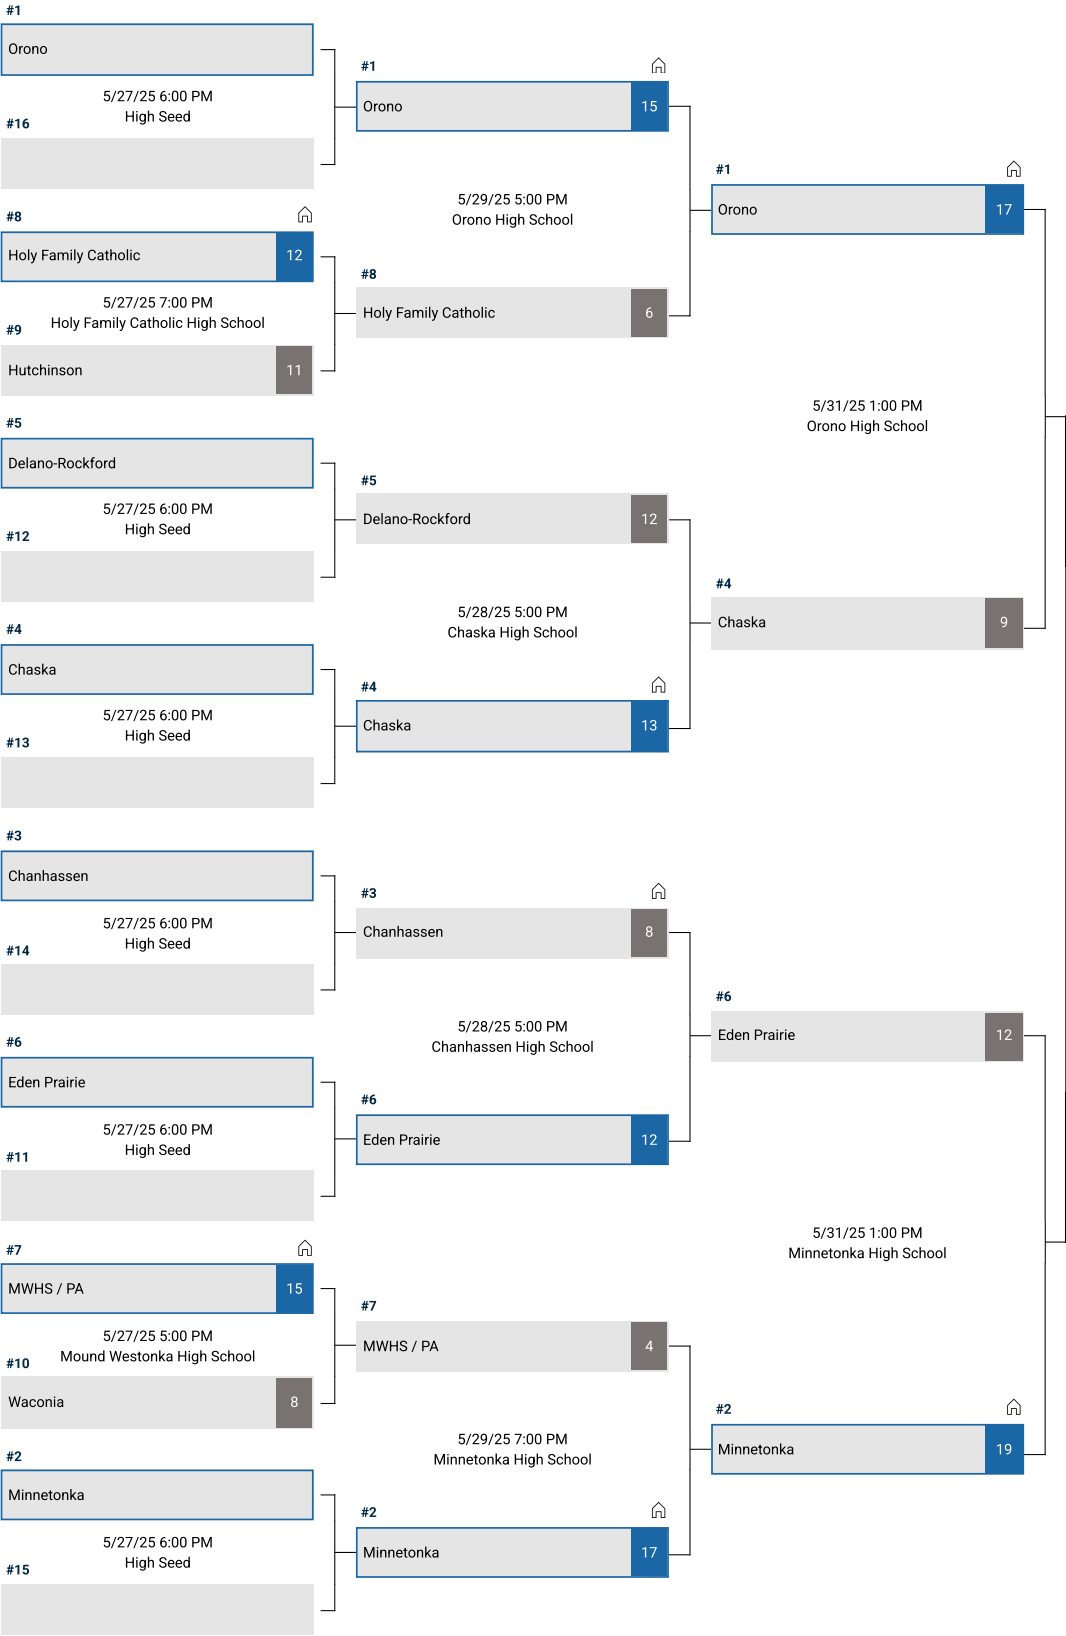 #1
Orono
5/27/25 6:00 PM
High Seed
#16
#8
Holy Family Catholic 12
5/27/25 7:00 PM
Holy Family Catholic High School
#9
Hutchinson 11
#5
Delano-Rockford
5/27/25 6:00 PM
High Seed
#12
#4
Chaska
5/27/25 6:00 PM
High Seed
#13
#3
Chanhassen
5/27/25 6:00 PM
High Seed
#14
#6
Eden Prairie
5/27/25 6:00 PM
High Seed
#11
#7
MWHS / PA 15
5/27/25 5:00 PM
Mound Westonka High School
#10
Waconia 8
#2
Minnetonka
5/27/25 6:00 PM
High Seed
#15
#1
Orono 15
5/29/25 5:00 PM
Orono High School
#8
Holy Family Catholic 6
#5
Delano-Rockford 12
5/28/25 5:00 PM
Chaska High School
#4
Chaska 13
#3
Chanhassen 8
5/28/25 5:00 PM
Chanhassen High School
#6
Eden Prairie 12
#7
MWHS / PA 4
5/29/25 7:00 PM
Minnetonka High School
#2
Minnetonka 17
#1
Orono 17
5/31/25 1:00 PM
Orono High School
#4
Chaska 9
#6
Eden Prairie 12
5/31/25 1:00 PM
Minnetonka High School
#2
Minnetonka 19